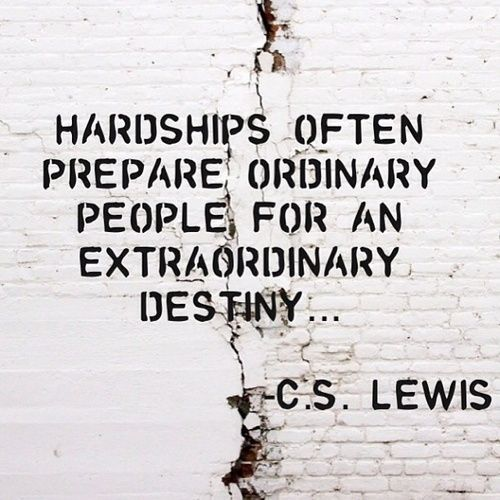 HARDSHIPS OFTEN
PREPARE ORDINARY
PEOPLE FOR AN
EXTRAORDINARY
DESTINY...
-C.S. LEWIS